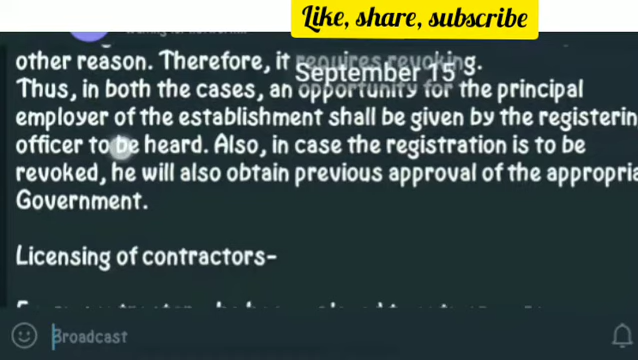 Like, share, subscribe
other reason. Therefore, it requires revoking.
September 15
Thus, in both the cases, an opportunity for the principal
employer of the establishment shall be given by the registerin
officer to be heard. Also, in case the registration is to be
revoked, he will also obtain previous approval of the appropria
Government.
Licensing of contractors-
Broadcast